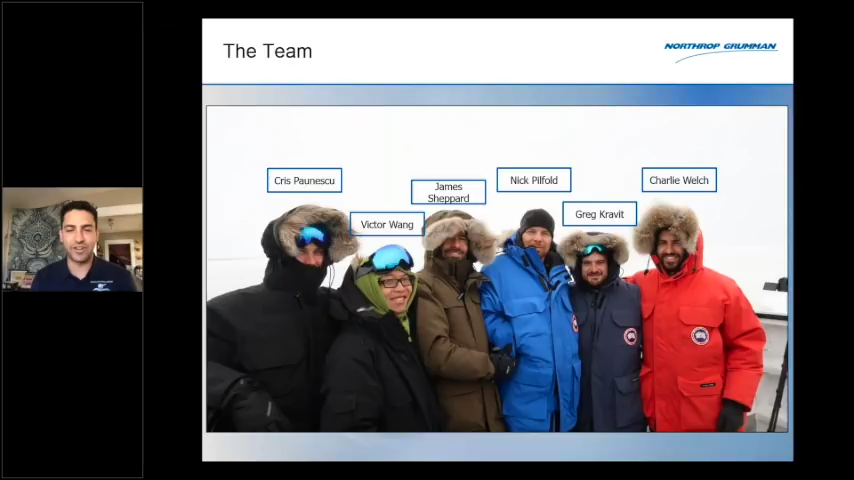 The Team
NORTHROP GRUMMAN
Cris Paunescu
Victor Wang
James
Sheppard
Nick Pilfold
Greg Kravit
Charlie Welch